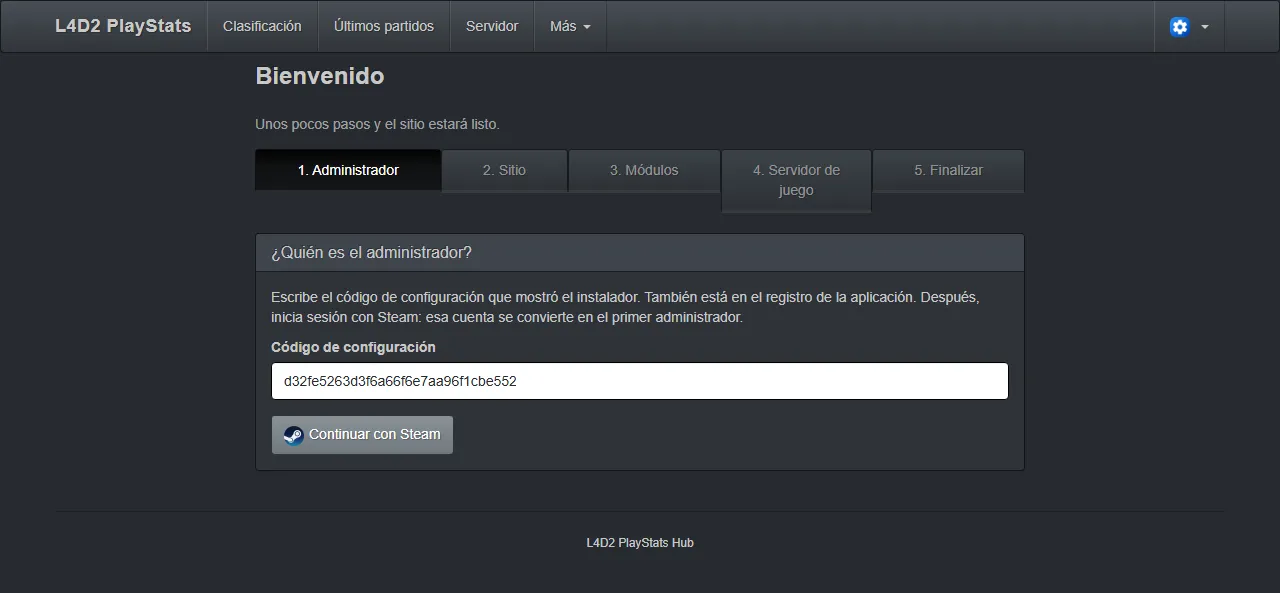 L4D2 PlayStats
Clasificación
Últimos partidos
Servidor
Más
Bienvenido
Unos pocos pasos y el sitio estará listo.
1. Administrador
2. Sitio
3. Módulos
4. Servidor de
juego
5. Finalizar
¿Quién es el administrador?
Escribe el código de configuración que mostró el instalador. También está en el registro de la aplicación. Después,
inicia sesión con Steam: esa cuenta se convierte en el primer administrador.
Código de configuración
d32fe5263d3f6a66f6e7aa96f1cbe552
Continuar con Steam
L4D2 PlayStats Hub